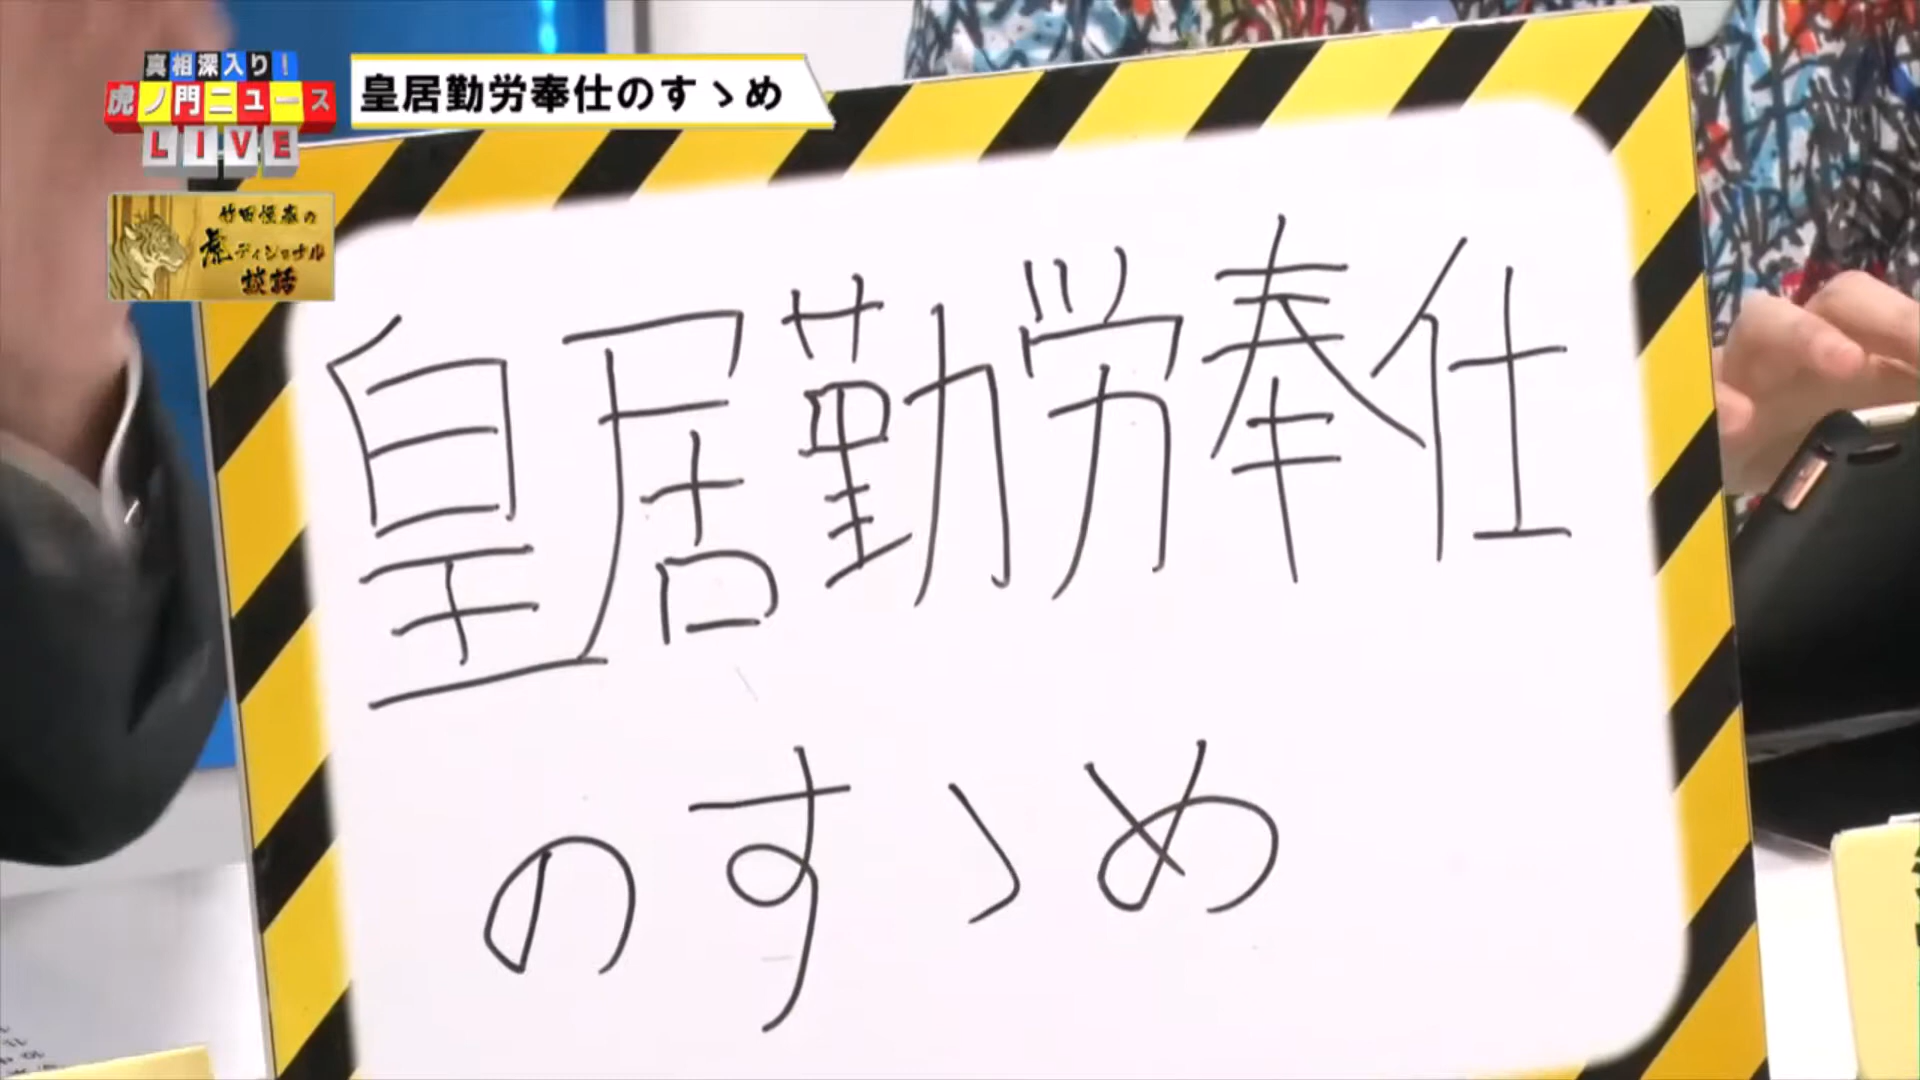 真相深入り!
虎ノ門ニュース
LIVE
皇居勤労奉仕のすゝめ
竹田恒泰の
虎ディショナル
談話
皇居勤労奉仕
のすゝめ